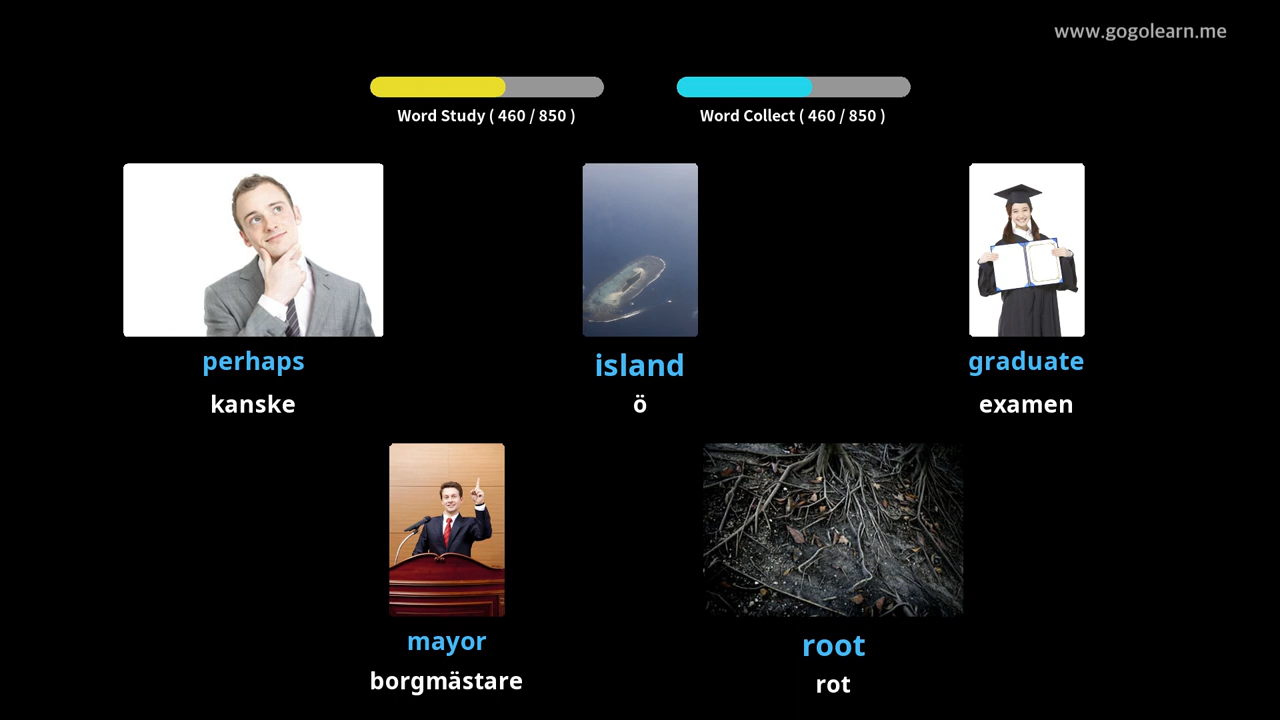 www.gogolearn.me
Word Study ( 460 / 850 )
Word Collect ( 460 / 850 )
perhaps
island
graduate
kanske
ö
examen
mayor
root
borgmästare
rot